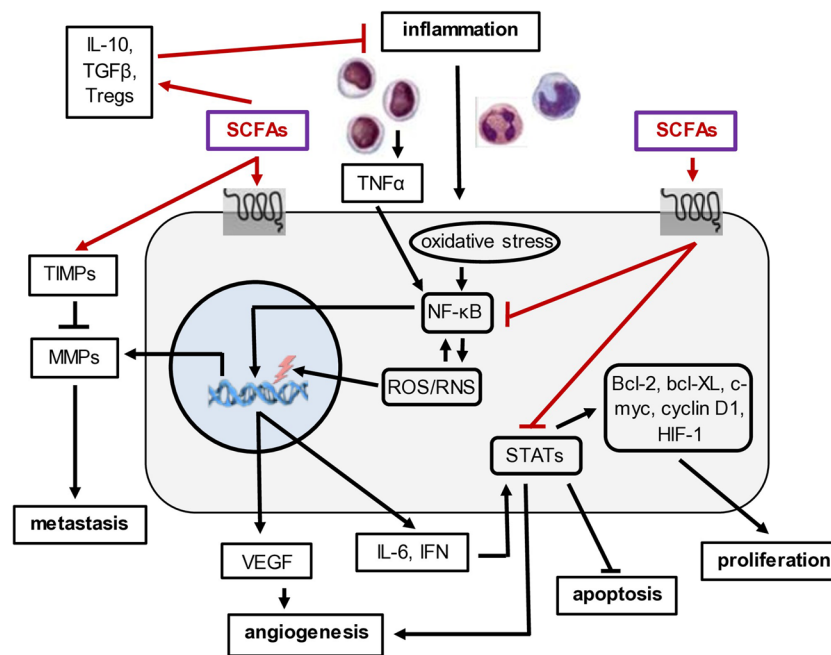 IL-10,
TGFβ,
Tregs
inflammation
SCFAs
SCFAs
TNFα
oxidative stress
TIMPs
NF-κB
MMPs
ROS/RNS
Bcl-2, bcl-XL, c-
myc, cyclin D1,
HIF-1
STATs
metastasis
VEGF
IL-6, IFN
proliferation
apoptosis
angiogenesis